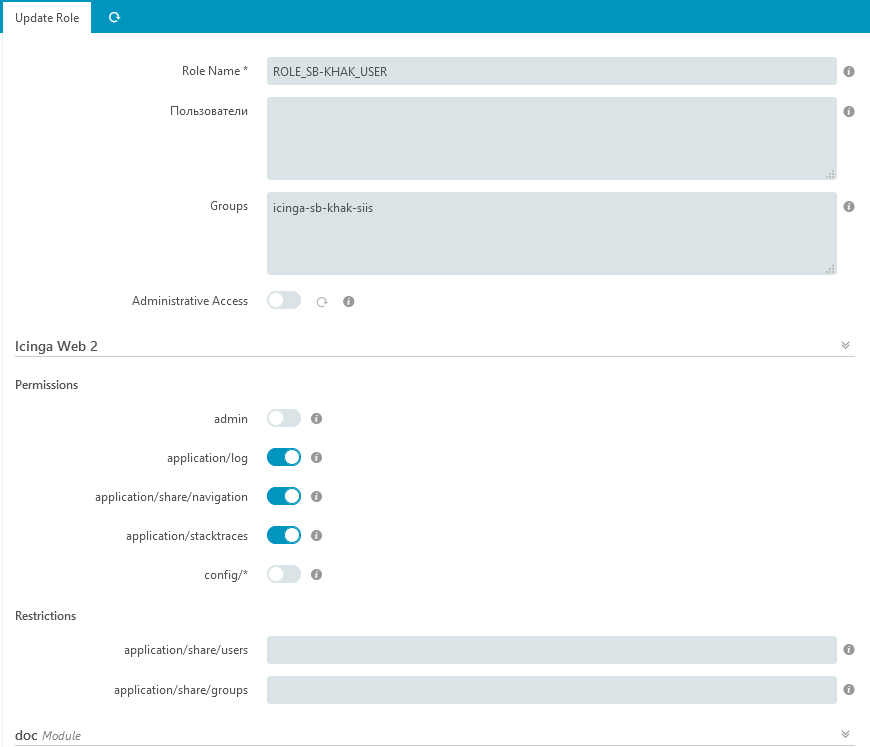 Update Role
Role Name *
ROLE_SB-KHAK_USER
Пользователи
Groups
icinga-sb-khak-siis
Administrative Access
Icinga Web 2
Permissions
admin
application/log
application/share/navigation
application/stacktraces
config/*
Restrictions
application/share/users
application/share/groups
doc Module